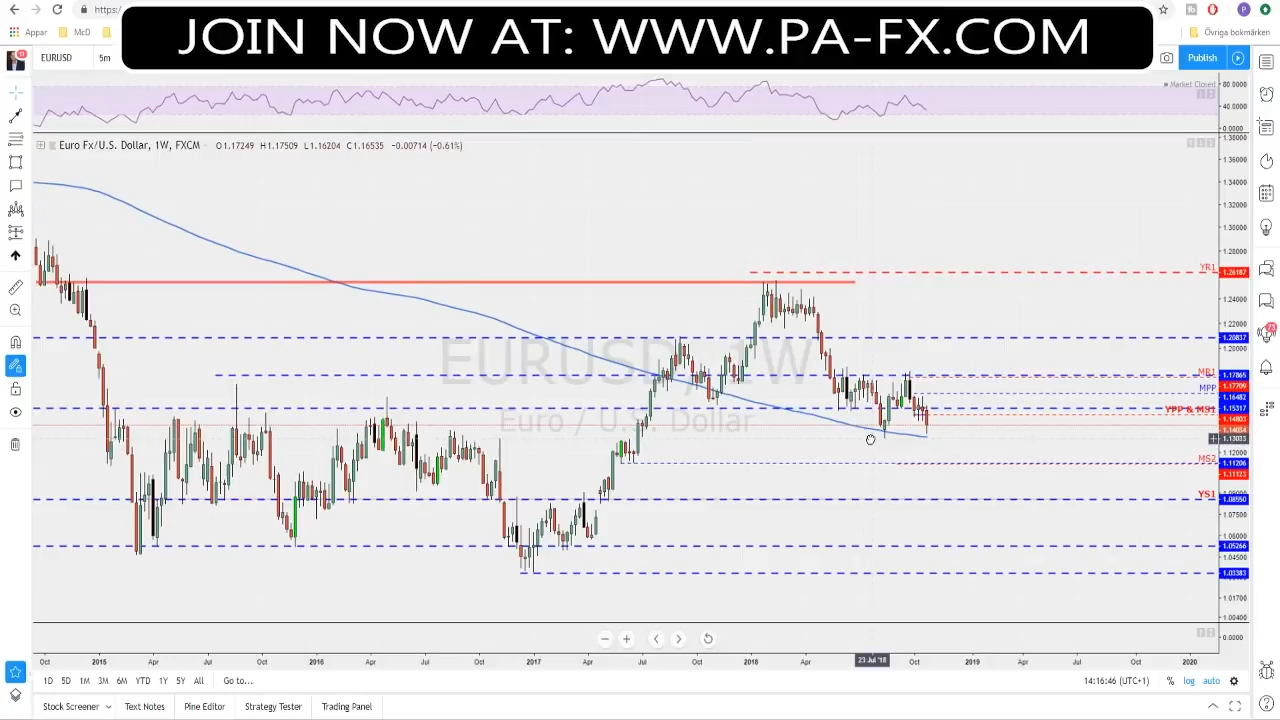 https:
JOIN NOW AT: WWW.PA-FX.COM
Appar
McD
Övriga bokmärken
11
EURUSD
5m
Publish
Market Closed
80.0000
40.0000
0.0000
Euro Fx/U.S. Dollar, 1W, FXCM
O1.17249 H1.17509 L1.16204 C1.16535 -0.00714 (-0.61%)
1.38000
1.36000
1.34000
1.32000
1.30000
1.28000
YR1
1.26187
1.24000
1.22000
1.20837
1.20000
EURUSD, 1W
Euro / U.S. Dollar
MR1
1.17865
1.17709
MPP
1.16482
YPP & MS1
1.15317
1.14803
1.14034
1.13033
1.12000
MS2
1.11206
1.11123
YS1
1.08550
1.07500
1.06000
1.05266
1.04500
1.03383
1.01700
1.00400
0.0000
73
Oct 2015 Apr Jul Oct 2016 Apr Jul Oct 2017 Apr Jul Oct 2018 Apr 23 Jul '18 Oct 2019 Apr Jul Oct 2020
1D 5D 1M 3M 6M YTD 1Y 5Y All Go to...
14:16:46 (UTC+1) % log auto
Stock Screener Text Notes Pine Editor Strategy Tester Trading Panel